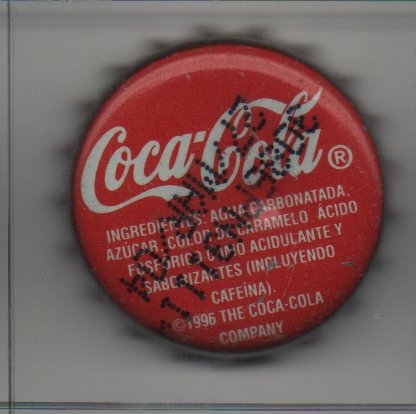 Coca-Cola ®
INGREDIENTES: AGUA CARBONATADA,
AZÚCAR, COLOR DE CARAMELO ÁCIDO
FOSFÓRICO COMO ACIDULANTE Y
SABORIZANTES (INCLUYENDO
CAFEÍNA).
©1996 THE COCA-COLA
COMPANY